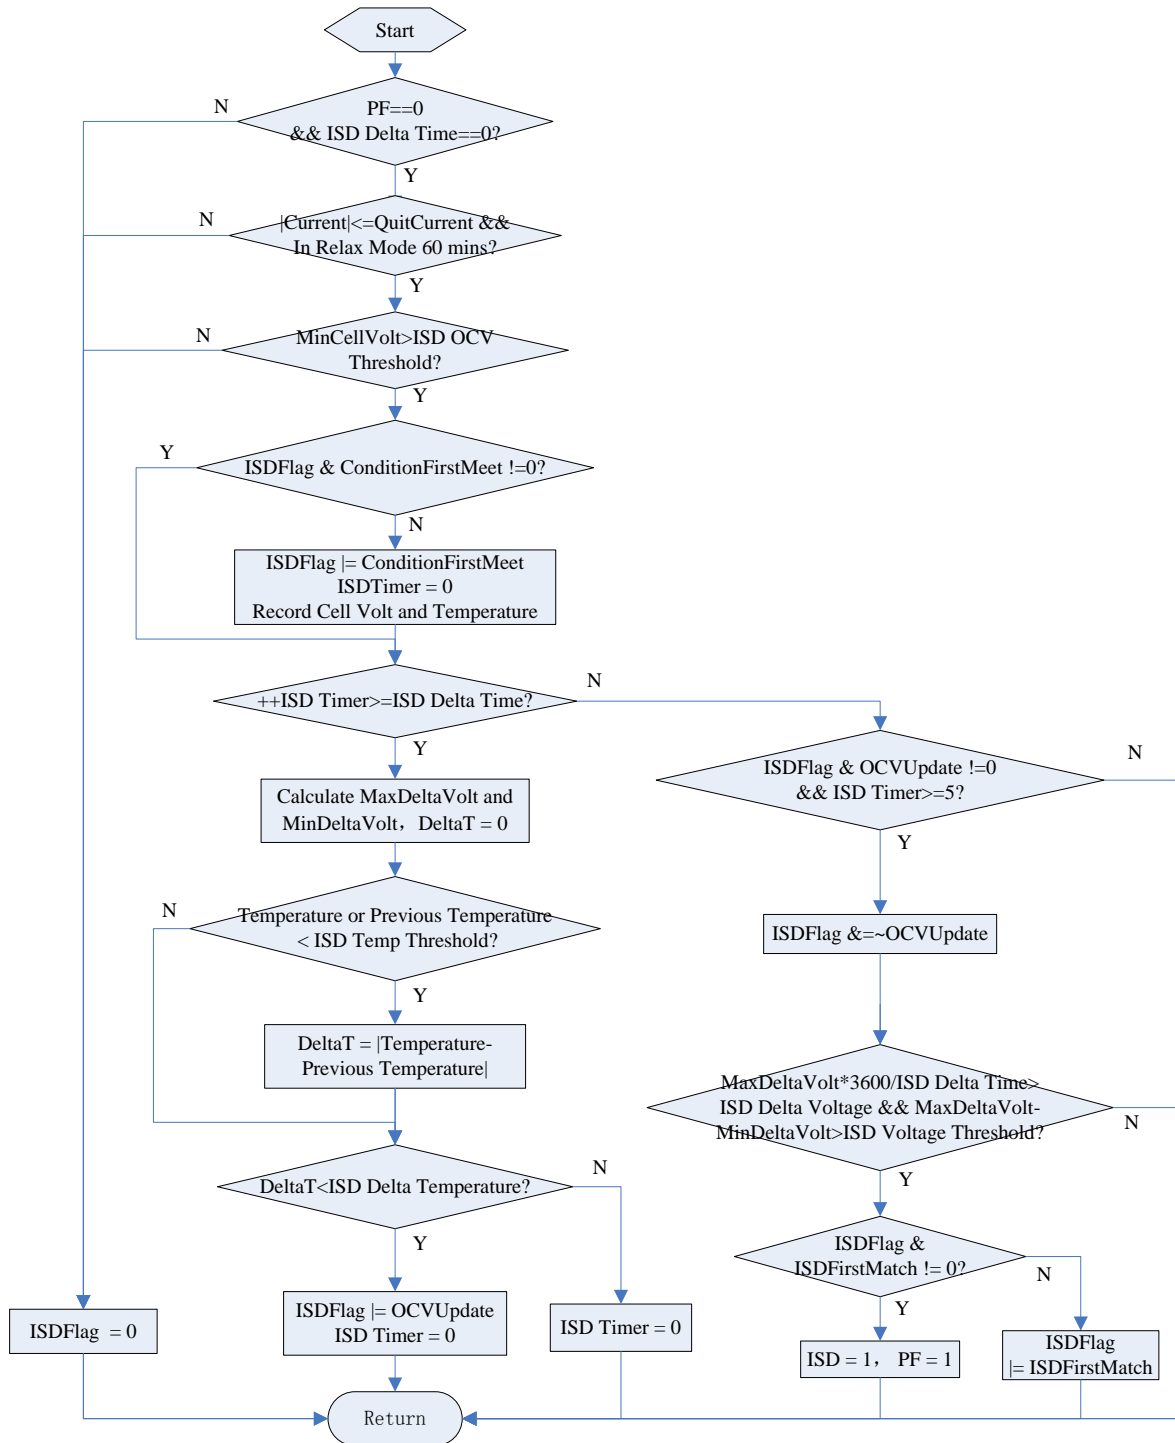 Start
N
PF==0
&& ISD Delta Time==0?
Y
N
|Current|<=QuitCurrent &&
In Relax Mode 60 mins?
Y
N
MinCellVolt>ISD OCV
Threshold?
Y
Y
ISDFlag & ConditionFirstMeet !=0?
N
ISDFlag |= ConditionFirstMeet
ISDTimer = 0
Record Cell Volt and Temperature
++ISD Timer>=ISD Delta Time?
N
Y
ISDFlag & OCVUpdate !=0
&& ISD Timer>=5?
N
Y
Calculate MaxDeltaVolt and
MinDeltaVolt，DeltaT = 0
N
Temperature or Previous Temperature
< ISD Temp Threshold?
Y
ISDFlag &=~OCVUpdate
DeltaT = |Temperature-
Previous Temperature|
MaxDeltaVolt*3600/ISD Delta Time>
ISD Delta Voltage && MaxDeltaVolt-
MinDeltaVolt>ISD Voltage Threshold?
N
Y
DeltaT<ISD Delta Temperature?
N
Y
ISDFlag &
ISDFirstMatch != 0?
N
Y
ISDFlag = 0
ISDFlag |= OCVUpdate
ISD Timer = 0
ISD Timer = 0
ISD = 1， PF = 1
ISDFlag
|= ISDFirstMatch
Return